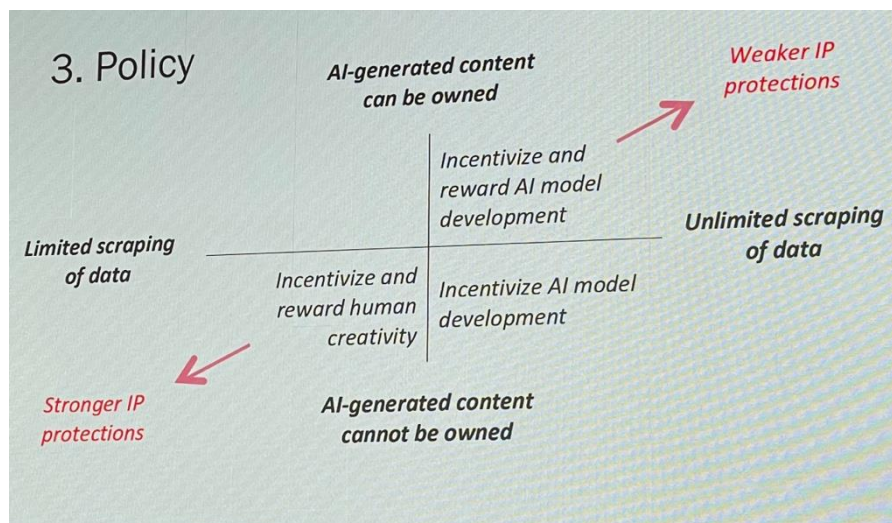 3. Policy
AI-generated content
can be owned
Weaker IP
protections
Incentivize and
reward AI model
development
Limited scraping
of data
Unlimited scraping
of data
Incentivize and
reward human
creativity
Incentivize AI model
development
Stronger IP
protections
AI-generated content
cannot be owned